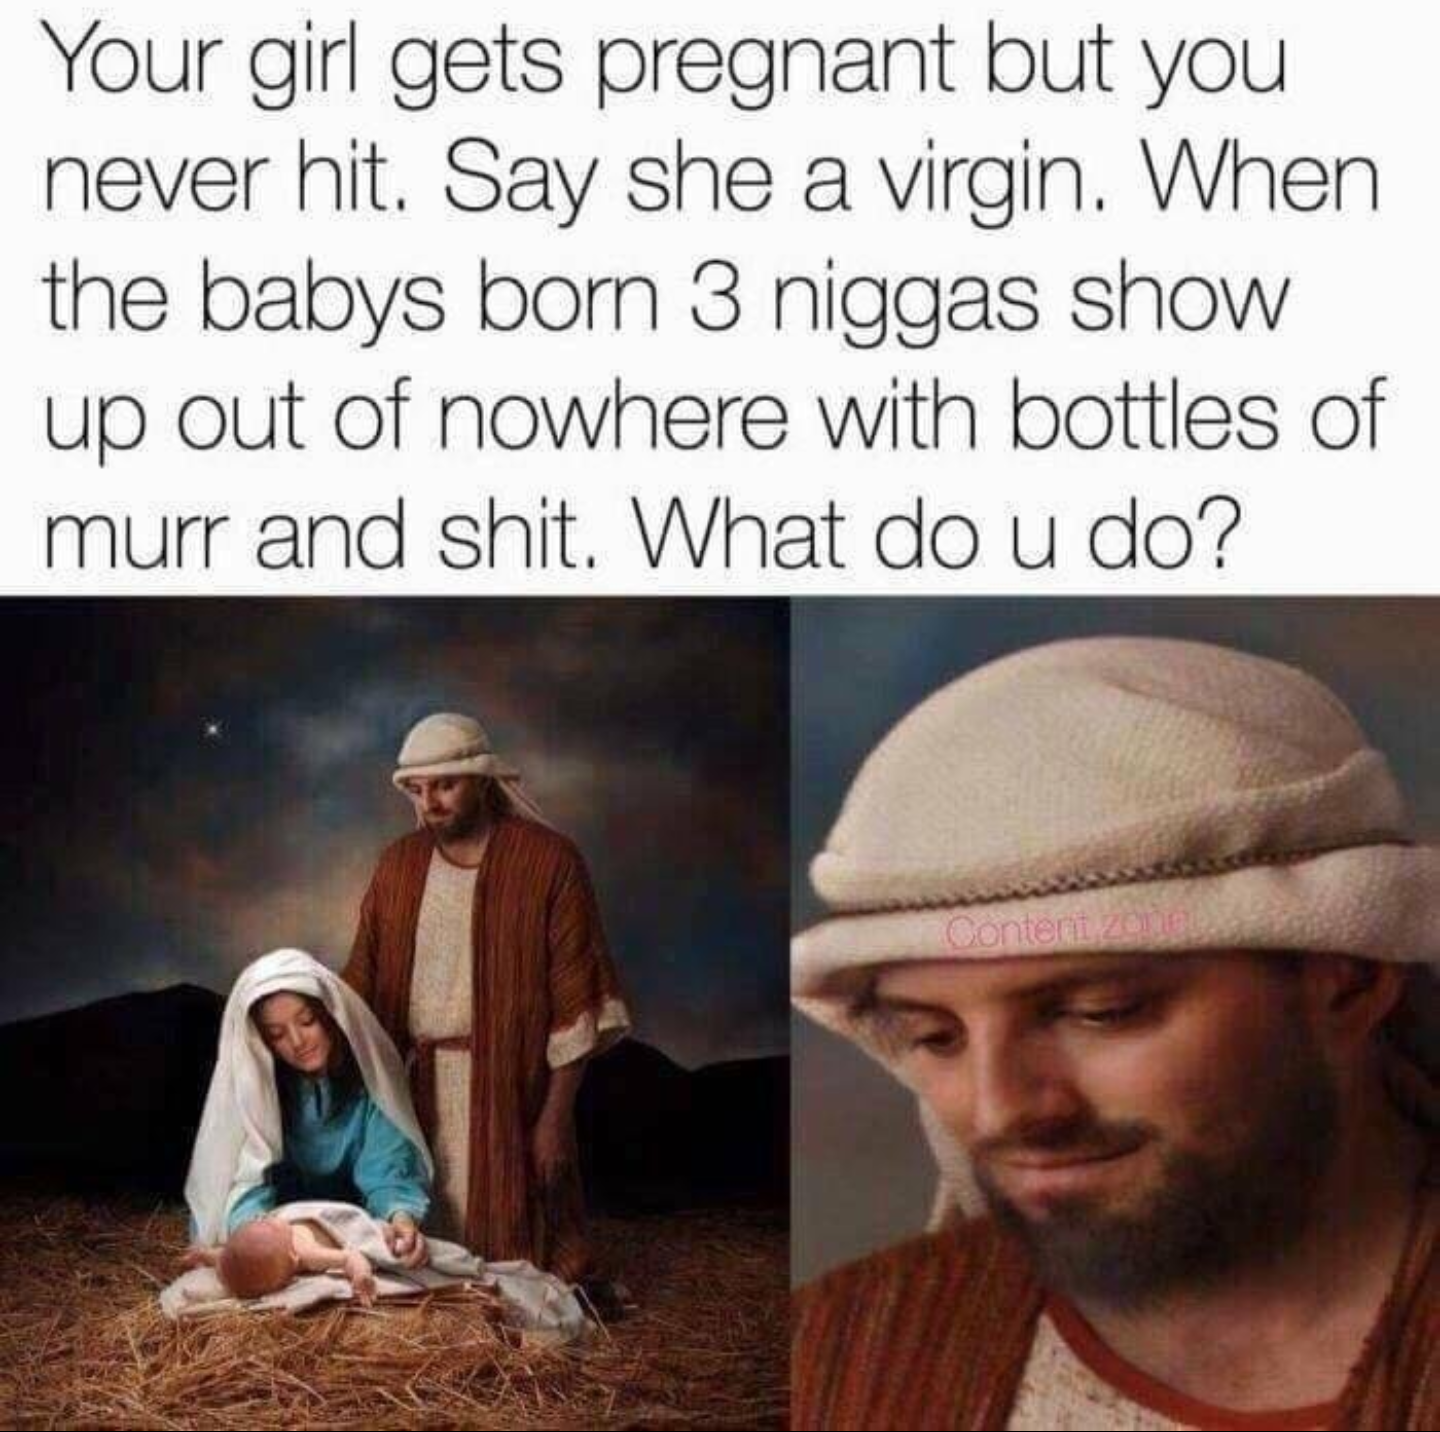 Your girl gets pregnant but you
never hit. Say she a virgin. When
the babys born 3 niggas show
up out of nowhere with bottles of
murr and shit. What do u do?
Content zone